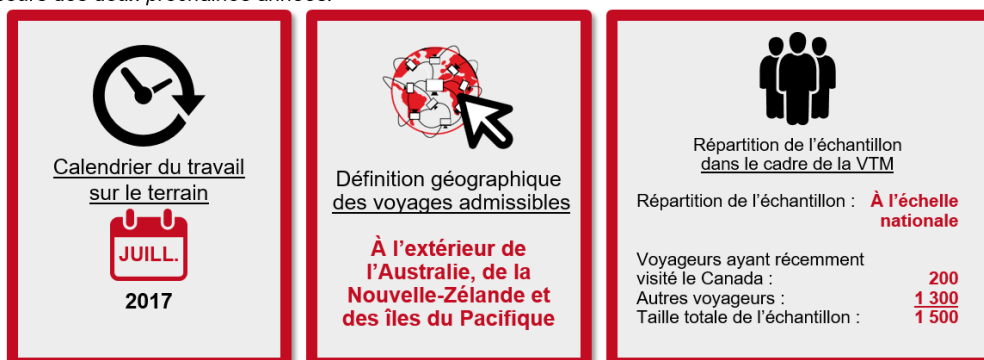 Calendrier du travail
sur le terrain
JUILL.
2017
Définition géographique
des voyages admissibles
À l’extérieur de
l’Australie, de la
Nouvelle-Zélande et
des îles du Pacifique
Répartition de l’échantillon
dans le cadre de la VTM
Répartition de l’échantillon : À l’échelle
nationale
Voyageurs ayant récemment
visité le Canada : 200
Autres voyageurs : 1 300
Taille totale de l’échantillon : 1 500